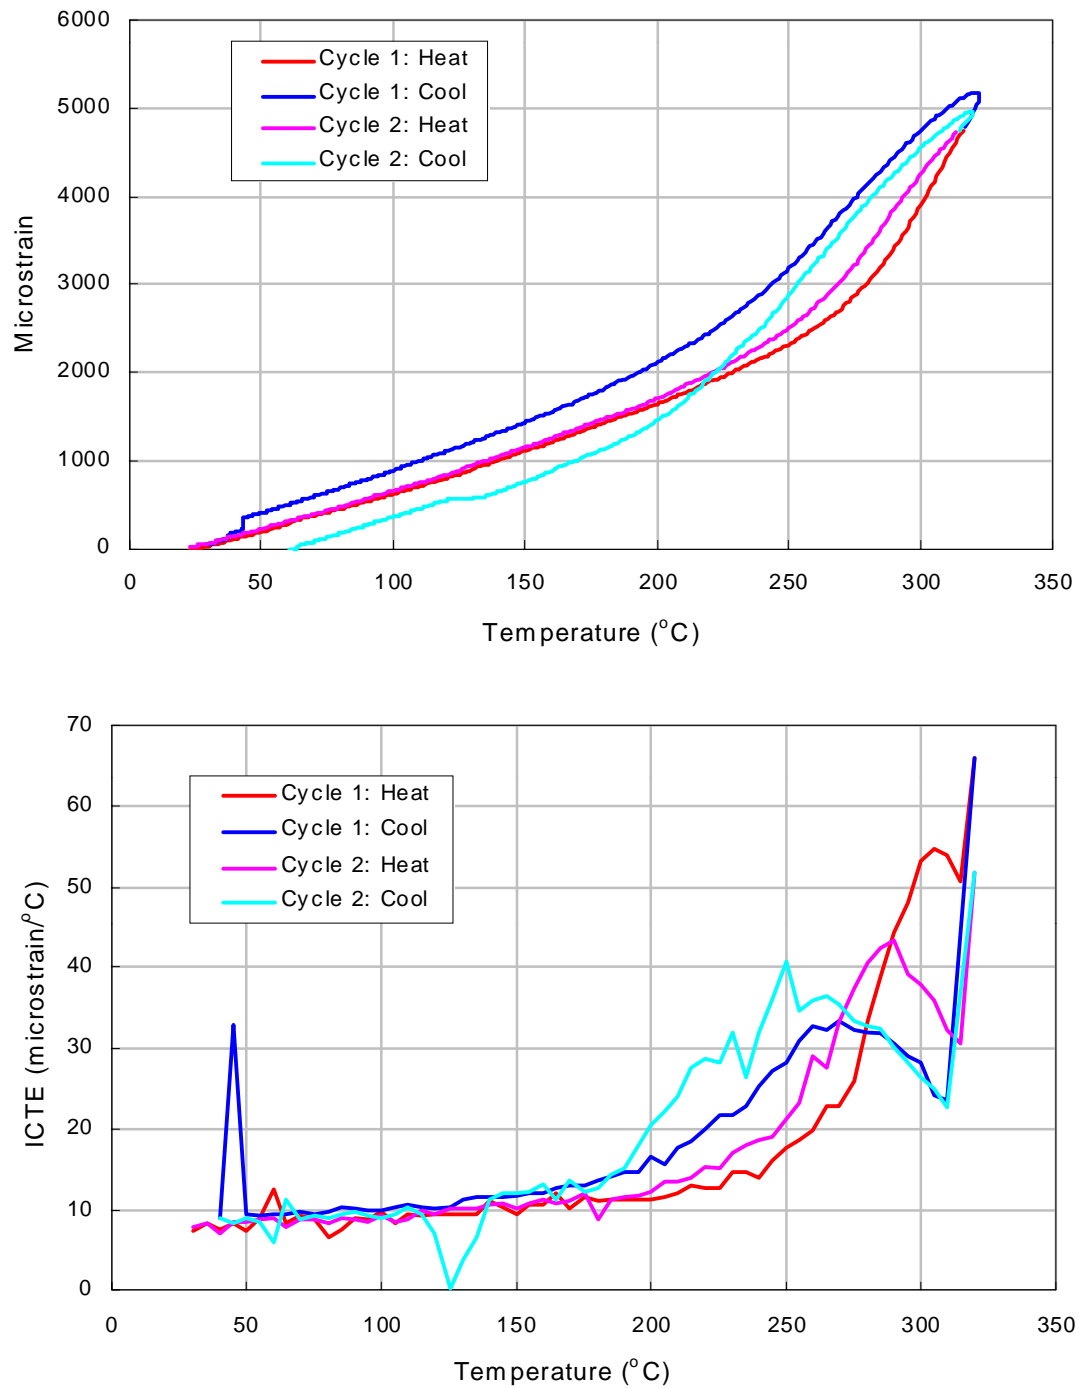 6000
5000
4000
3000
2000
1000
0
Microstrain
Cycle 1: Heat
Cycle 1: Cool
Cycle 2: Heat
Cycle 2: Cool
0 50 100 150 200 250 300 350
Temperature (°C)
70
60
50
40
30
20
10
0
ICTE (microstrain/°C)
Cycle 1: Heat
Cycle 1: Cool
Cycle 2: Heat
Cycle 2: Cool
0 50 100 150 200 250 300 350
Temperature (°C)